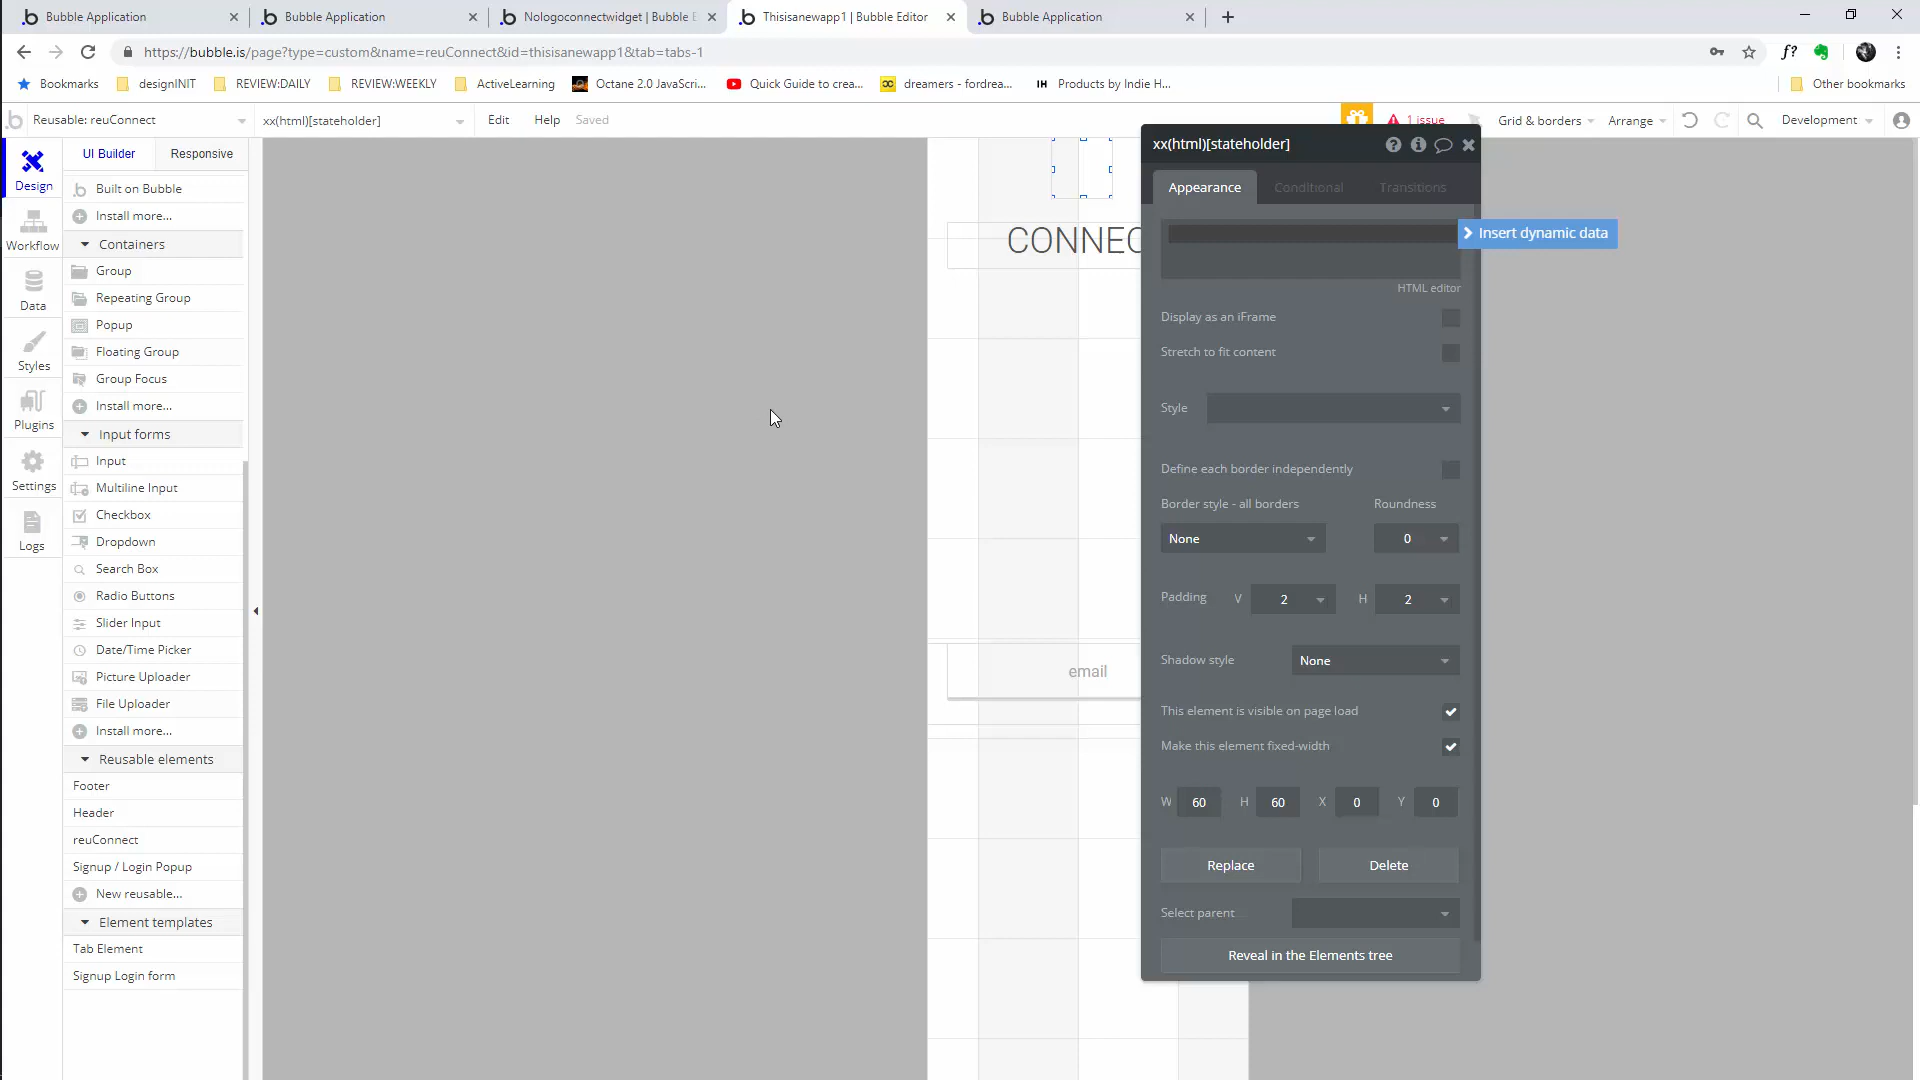 Bubble Application
Bubble Application
Nologoconnectwidget | Bubble E
Thisisanewapp1 | Bubble Editor
Bubble Application
https://bubble.is/page?type=custom&name=reuConnect&id=thisisanewapp1&tab=tabs-1
f?
Bookmarks
designINIT
REVIEW:DAILY
REVIEW:WEEKLY
ActiveLearning
Octane 2.0 JavaScri...
Quick Guide to crea...
dreamers - fordrea...
IH
Products by Indie H...
Other bookmarks
Reusable: reuConnect
xx(html)[stateholder]
Edit
Help
Saved
1 issue
Grid & borders
Arrange
Development
Design
Workflow
Data
Styles
Plugins
Settings
Logs
UI Builder
Responsive
Built on Bubble
Install more...
Containers
Group
Repeating Group
Popup
Floating Group
Group Focus
Install more...
Input forms
Input
Multiline Input
Checkbox
Dropdown
Search Box
Radio Buttons
Slider Input
Date/Time Picker
Picture Uploader
File Uploader
Install more...
Reusable elements
Footer
Header
reuConnect
Signup / Login Popup
New reusable...
Element templates
Tab Element
Signup Login form
CONNEC
email
xx(html)[stateholder]
Appearance
Conditional
Transitions
Insert dynamic data
HTML editor
Display as an iFrame
Stretch to fit content
Style
Define each border independently
Border style - all borders
Roundness
None
0
Padding
V
2
H
2
Shadow style
None
This element is visible on page load
Make this element fixed-width
W
60
H
60
X
0
Y
0
Replace
Delete
Select parent
Reveal in the Elements tree